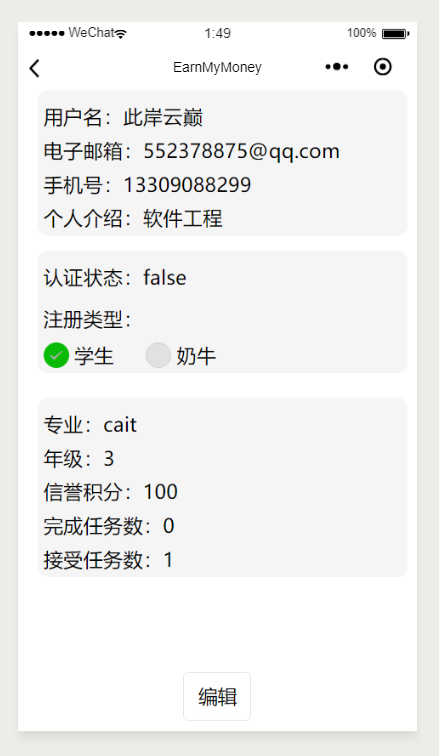 WeChat 1:49 100%
EarnMyMoney
用户名：此岸云巅
电子邮箱：552378875@qq.com
手机号：13309088299
个人介绍：软件工程
认证状态：false
注册类型：
学生 奶牛
专业：cait
年级：3
信誉积分：100
完成任务数：0
接受任务数：1
编辑